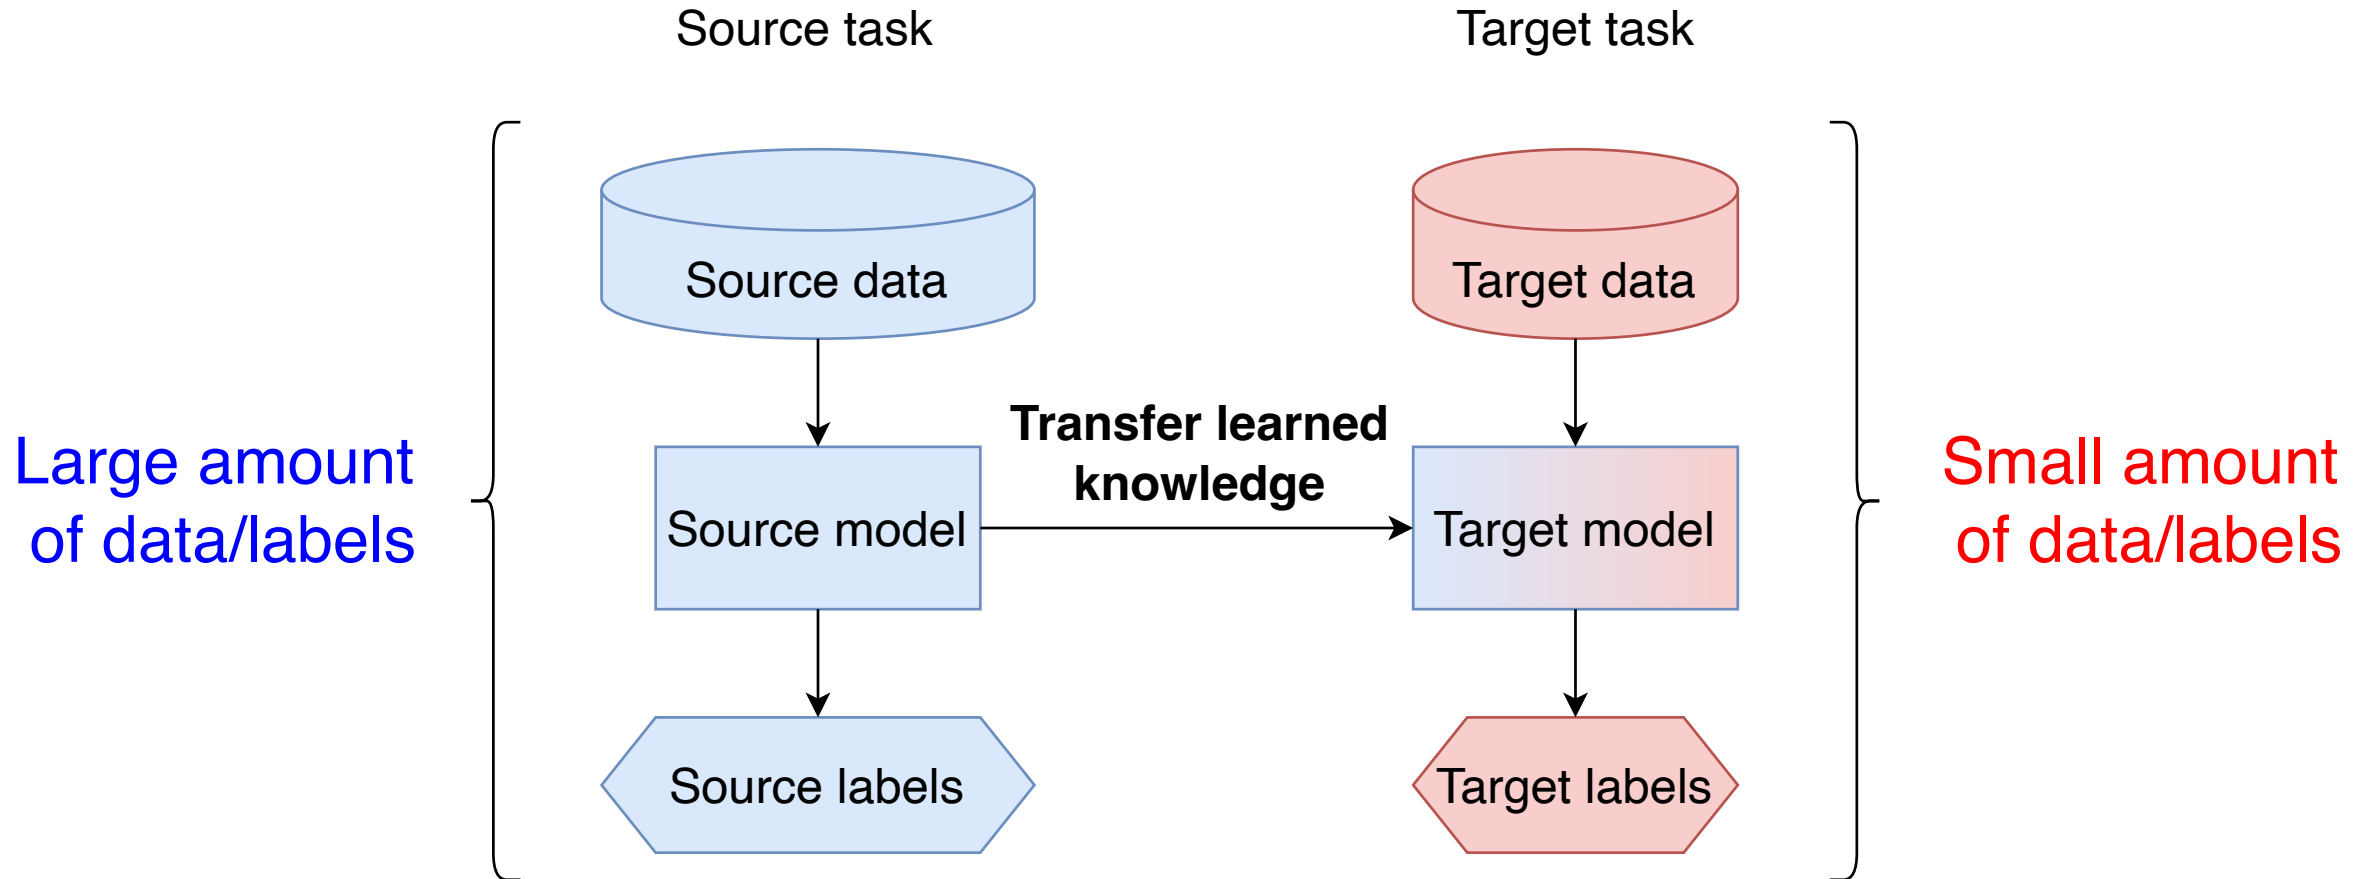 Source task
Target task
Source data
Target data
Transfer learned
knowledge
Large amount
of data/labels
Source model
Target model
Small amount
of data/labels
Source labels
Target labels